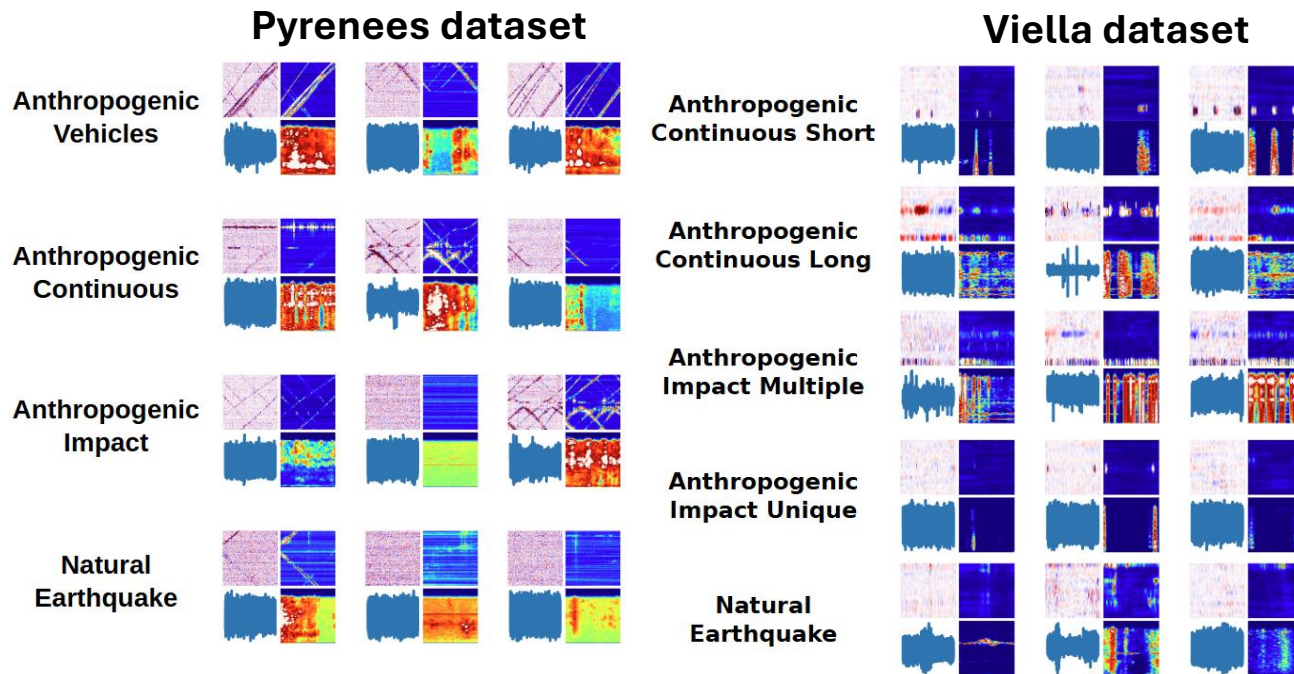 Pyrenees dataset
Anthropogenic
Vehicles
Anthropogenic
Continuous
Anthropogenic
Impact
Natural
Earthquake
Viella dataset
Anthropogenic
Continuous Short
Anthropogenic
Continuous Long
Anthropogenic
Impact Multiple
Anthropogenic
Impact Unique
Natural
Earthquake